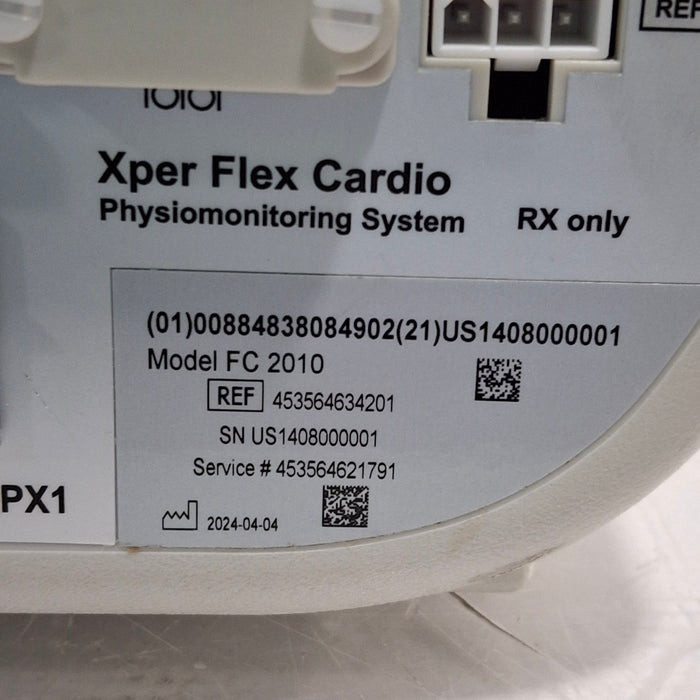 REF
IOIOI
Xper Flex Cardio
Physiomonitoring System RX only
(01)00884838084902(21)US1408000001
Model FC 2010
REF 453564634201
SN US1408000001
Service # 453564621791
PX1
2024-04-04